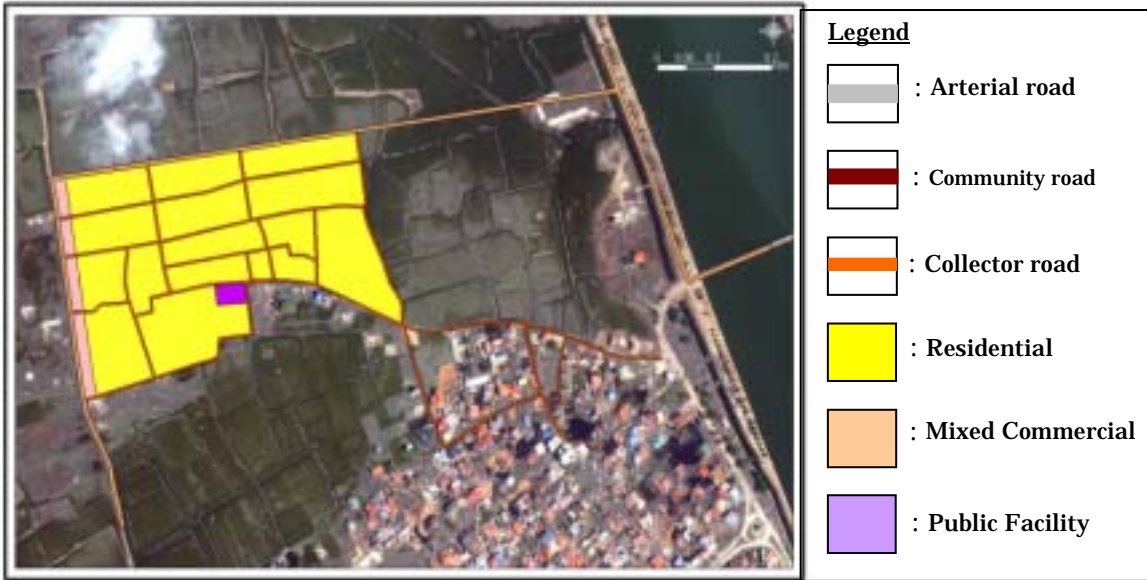 Legend
: Arterial road
: Community road
: Collector road
: Residential
: Mixed Commercial
: Public Facility